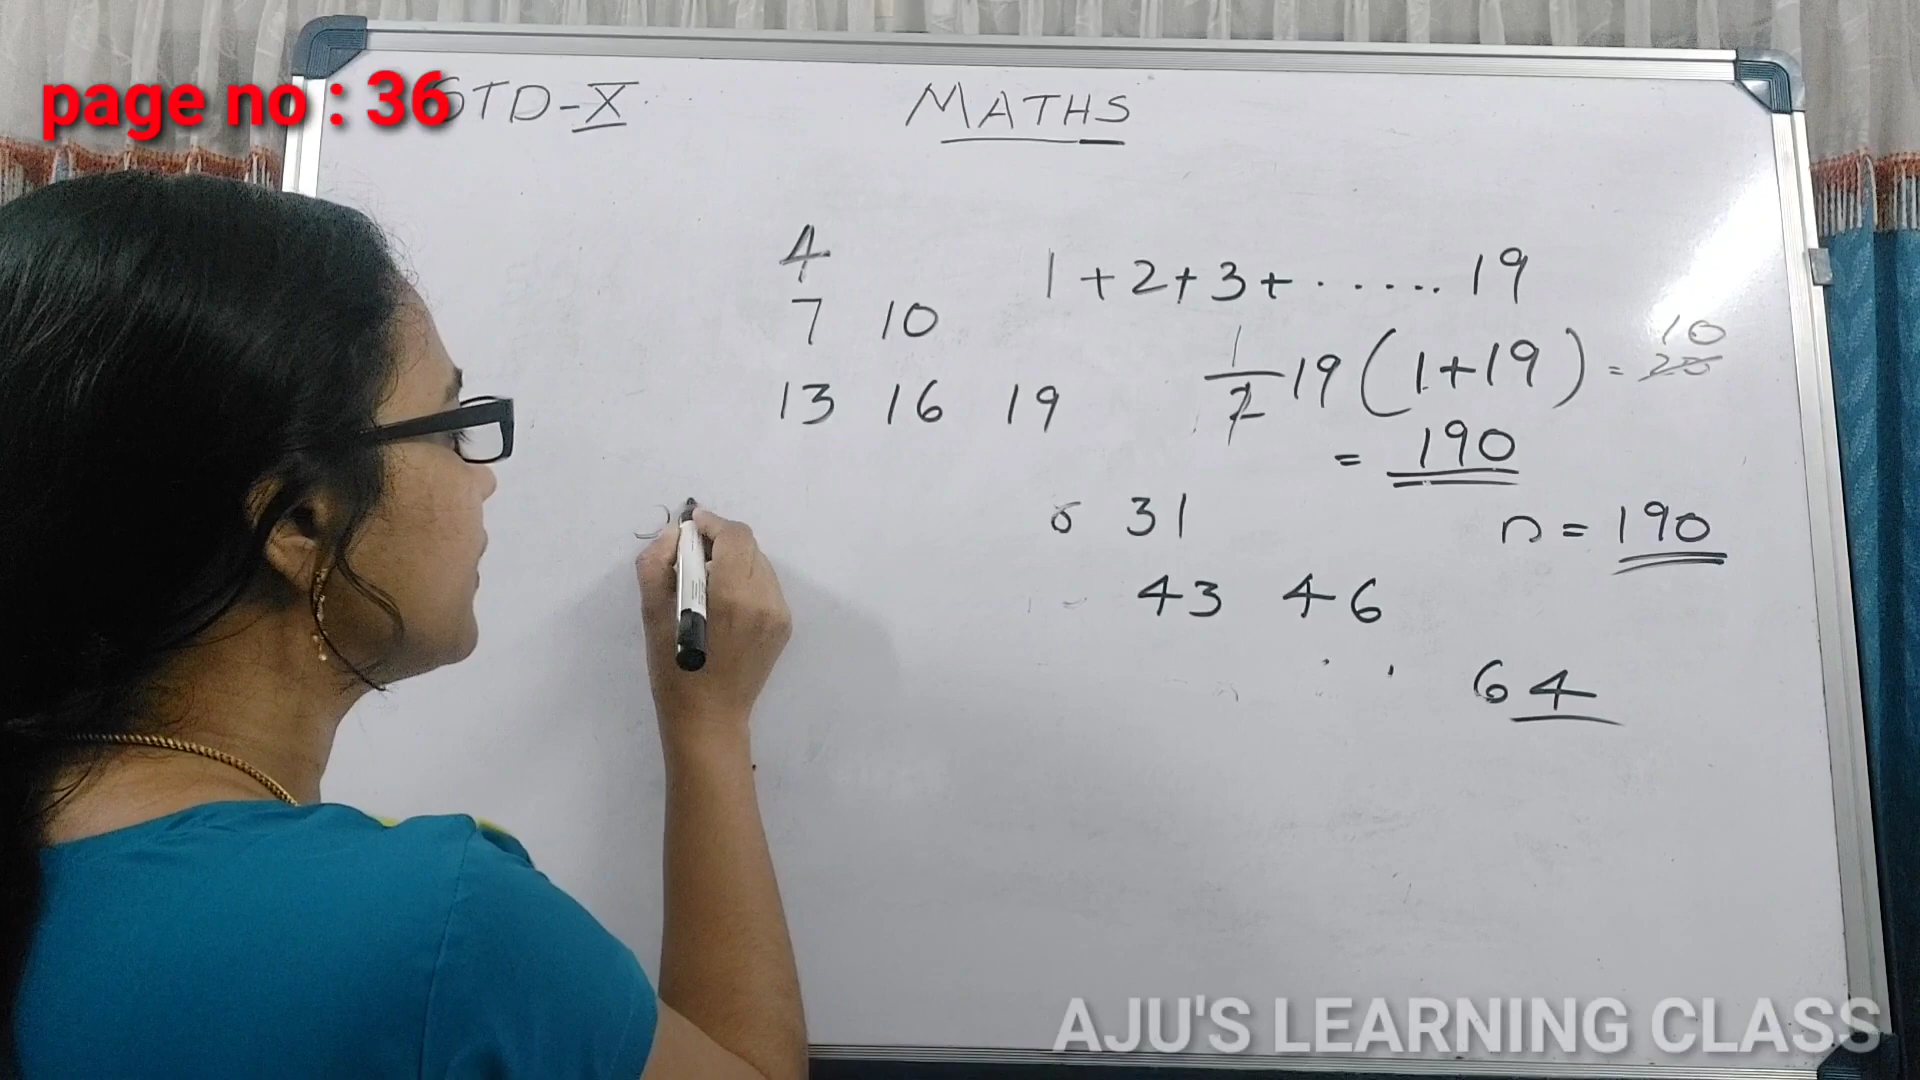 page no : 36
STD-X
MATHS
4
7 10
13 16 19
1+2+3+......19
1/2 19 (1+19) = 20 10
= 190
31
n = 190
43 46
64
AJU'S LEARNING CLASS